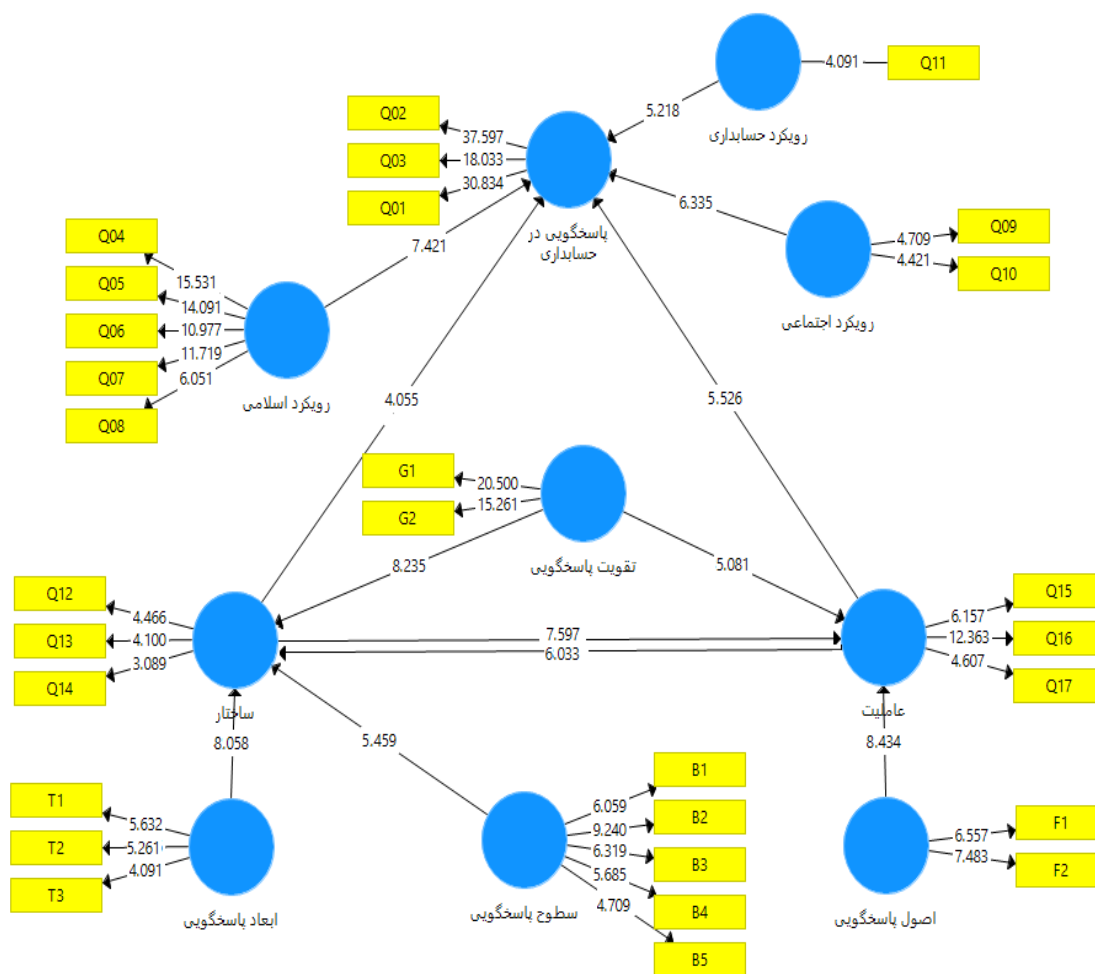 Q11
4.091
رویکرد حسابداری
5.218
Q02
37.597
Q03
18.033
Q01
30.834
پاسخگویی در
حسابداری
6.335
Q09
4.709
Q10
4.421
رویکرد اجتماعی
7.421
Q04
15.531
Q05
14.091
Q06
10.977
Q07
11.719
Q08
6.051
رویکرد اسلامی
4.055
5.526
G1
20.500
G2
15.261
تقویت پاسخگویی
8.235
5.081
Q12
4.466
Q13
4.100
Q14
3.089
ساختار
7.597
6.033
Q15
6.157
Q16
12.363
Q17
4.607
عاملیت
8.058
5.459
8.434
T1
5.632
T2
5.261
T3
4.091
ابعاد پاسخگویی
B1
6.059
B2
9.240
B3
6.319
B4
5.685
B5
4.709
سطوح پاسخگویی
F1
6.557
F2
7.483
اصول پاسخگویی